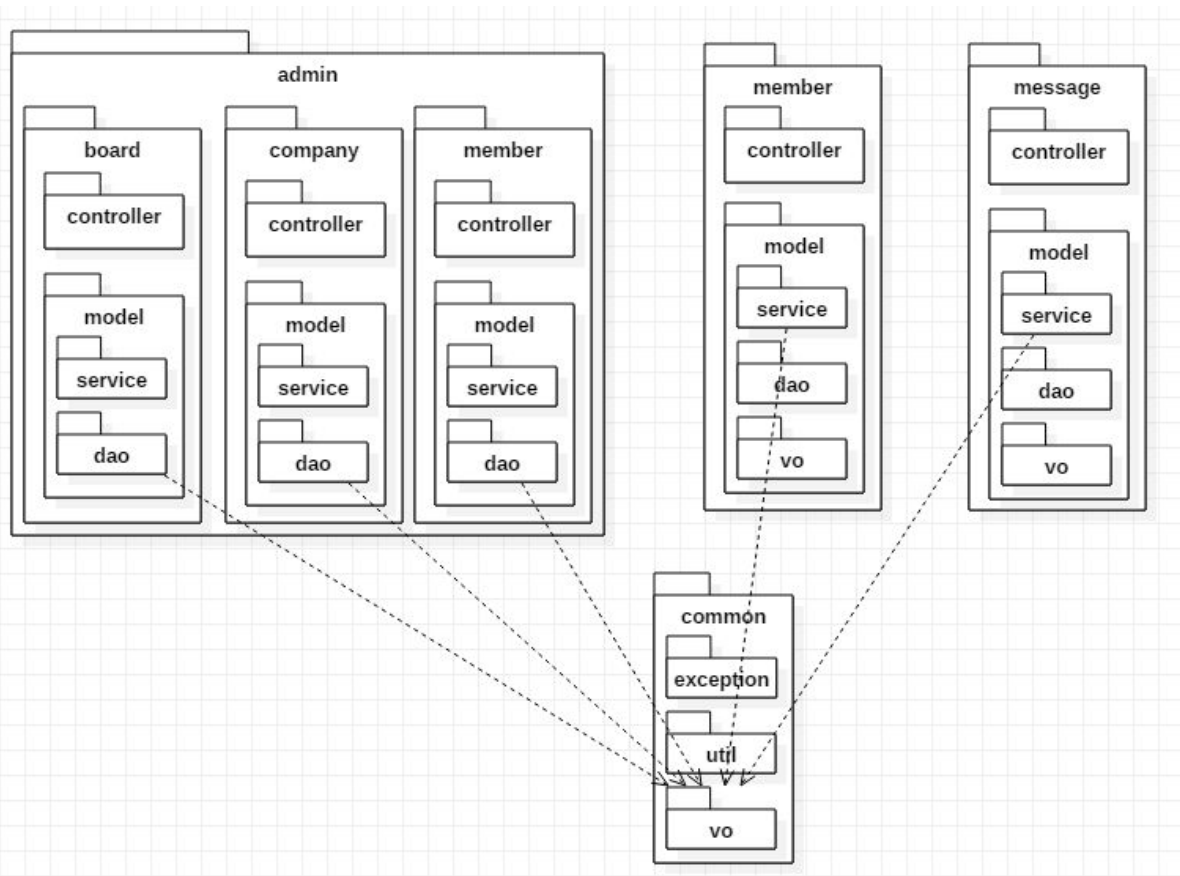 admin
board
controller
model
service
dao
company
controller
model
service
dao
member
controller
model
service
dao
member
controller
model
service
dao
vo
message
controller
model
service
dao
vo
common
exception
util
vo